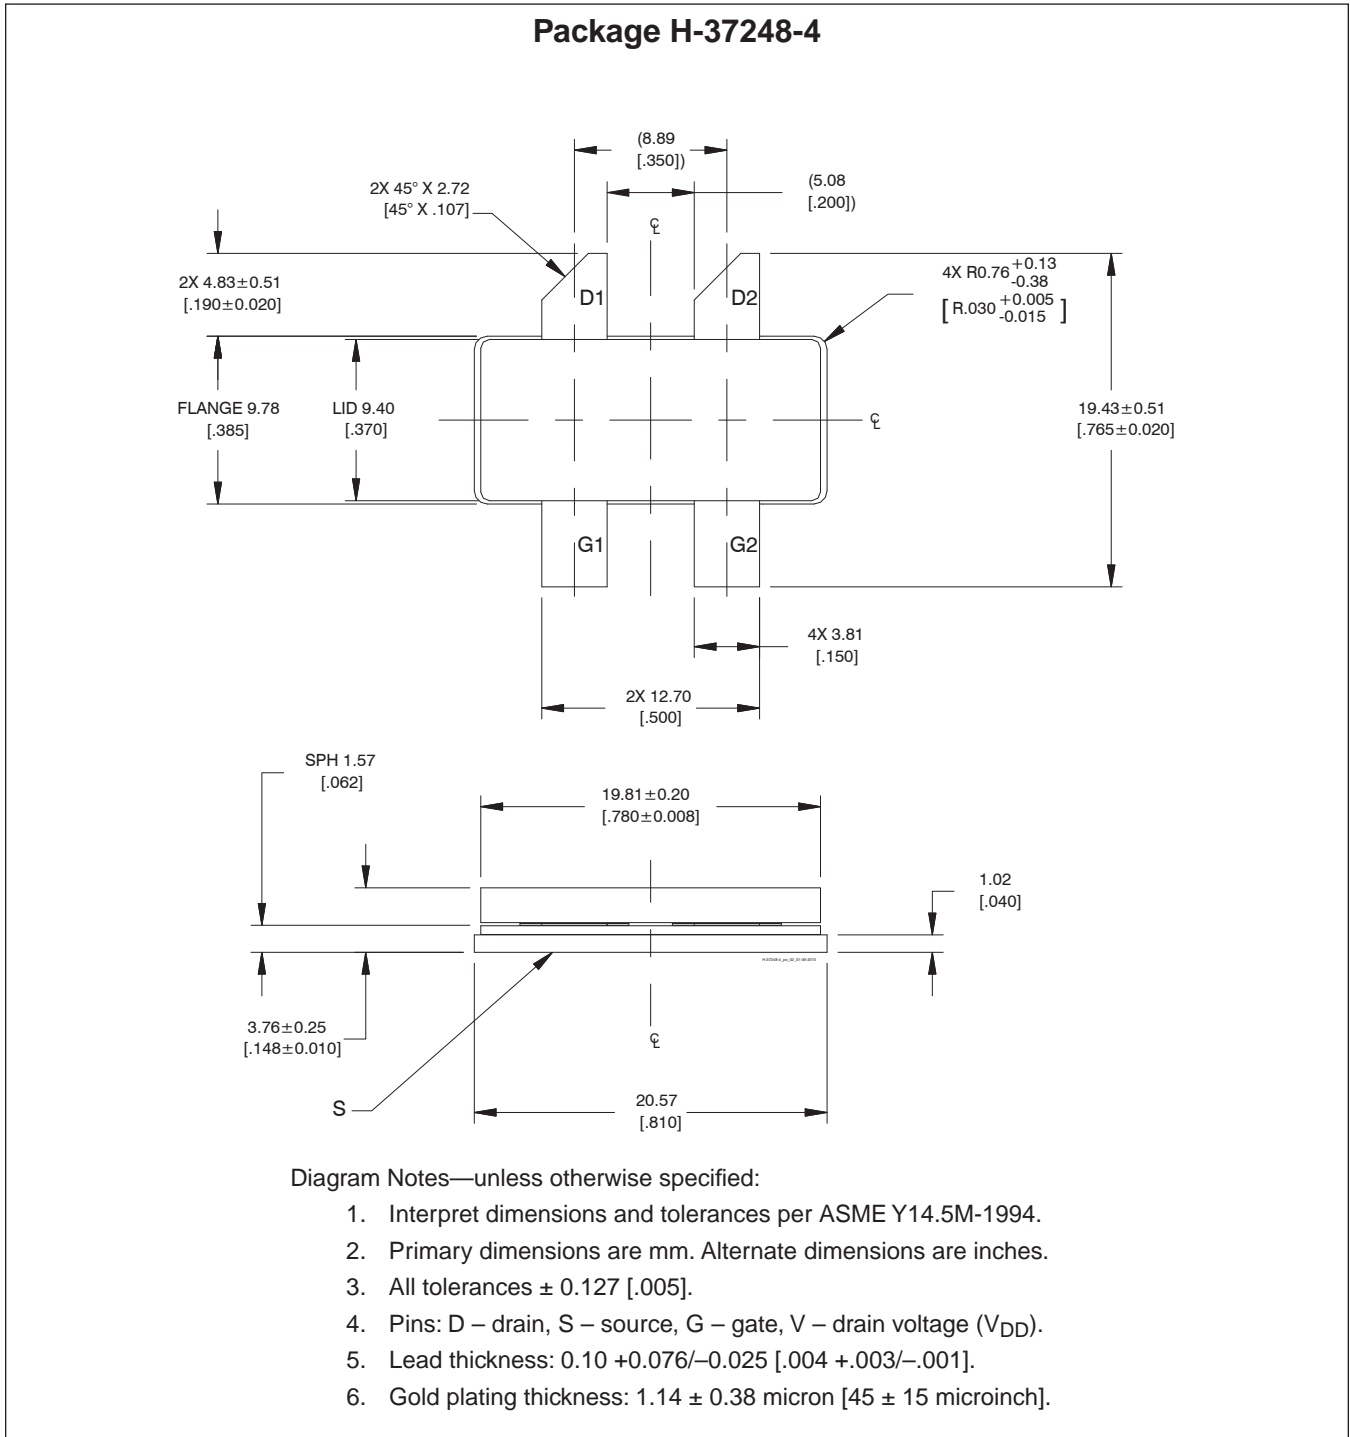 Package H-37248-4
(8.89
[.350])
2X 45° X 2.72
[45° X .107]
(5.08
[.200])
℄
2X 4.83±0.51
[.190±0.020]
4X R0.76 +0.13
-0.38
[ R.030 +0.005
-0.015 ]
D1
D2
FLANGE 9.78
[.385]
LID 9.40
[.370]
℄
19.43±0.51
[.765±0.020]
G1
G2
4X 3.81
[.150]
2X 12.70
[.500]
SPH 1.57
[.062]
19.81±0.20
[.780±0.008]
1.02
[.040]
3.76±0.25
[.148±0.010]
℄
S
20.57
[.810]
Diagram Notes—unless otherwise specified:
1. Interpret dimensions and tolerances per ASME Y14.5M-1994.
2. Primary dimensions are mm. Alternate dimensions are inches.
3. All tolerances ± 0.127 [.005].
4. Pins: D – drain, S – source, G – gate, V – drain voltage (VDD).
5. Lead thickness: 0.10 +0.076/–0.025 [.004 +.003/–.001].
6. Gold plating thickness: 1.14 ± 0.38 micron [45 ± 15 microinch].